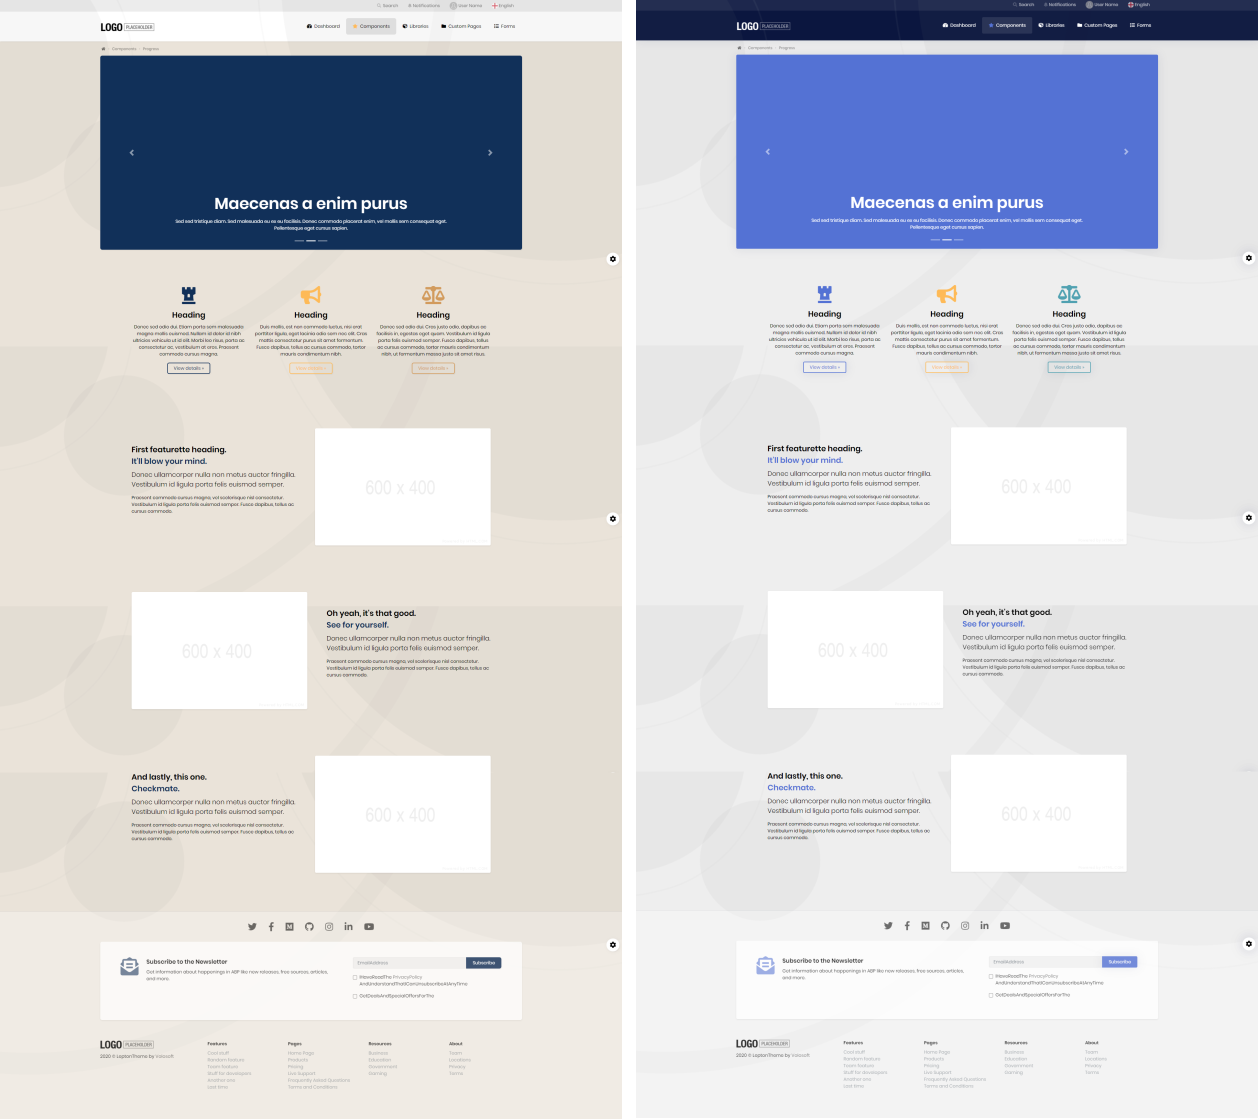 Search Notifications User Name English
LOGO PLACEHOLDER Dashboard Components Libraries Custom Pages Forms
Components Progress
Maecenas a enim purus
Sed sed tristique diam. Sed malesuada eu ex eu facilisis. Donec commodo placerat enim, vel mollis sem consequat eget.
Pellentesque eget cursus sapien.
Heading
Donec sed odio dui. Etiam porta sem malesuada
magna mollis euismod. Nullam id dolor id nibh
ultricies vehicula ut id elit. Morbi leo risus, porta ac
consectetur ac, vestibulum at eros. Praesent
commodo cursus magna.
View details »
Heading
Duis mollis, est non commodo luctus, nisi erat
porttitor ligula, eget lacinia odio sem nec elit. Cras
mattis consectetur purus sit amet fermentum.
Fusce dapibus, tellus ac cursus commodo, tortor
mauris condimentum nibh.
View details »
Heading
Donec sed odio dui. Cras justo odio, dapibus ac
facilisis in, egestas eget quam. Vestibulum id ligula
porta felis euismod semper. Fusce dapibus, tellus ac
cursus commodo, tortor mauris condimentum
nibh, ut fermentum massa justo sit amet risus.
View details »
First featurette heading.
It'll blow your mind.
Donec ullamcorper nulla non metus auctor fringilla.
Vestibulum id ligula porta felis euismod semper.
Praesent commodo cursus magna, vel scelerisque nisl consectetur.
Vestibulum id ligula porta felis euismod semper. Fusce dapibus, tellus ac
cursus commodo.
600 x 400
600 x 400
Oh yeah, it's that good.
See for yourself.
Donec ullamcorper nulla non metus auctor fringilla.
Vestibulum id ligula porta felis euismod semper.
Praesent commodo cursus magna, vel scelerisque nisl consectetur.
Vestibulum id ligula porta felis euismod semper. Fusce dapibus, tellus ac
cursus commodo.
And lastly, this one.
Checkmate.
Donec ullamcorper nulla non metus auctor fringilla.
Vestibulum id ligula porta felis euismod semper.
Praesent commodo cursus magna, vel scelerisque nisl consectetur.
Vestibulum id ligula porta felis euismod semper. Fusce dapibus, tellus ac
cursus commodo.
600 x 400
Subscribe to the Newsletter
Get information about happenings in ABP like new releases, free sources, articles,
and more.
EmailAddress Subscribe
IHaveReadThe PrivacyPolicy
AndUnderstandThatICanUnsubscribeAtAnyTime
GetDealsAndSpecialOffersForThe
LOGO PLACEHOLDER
2020 © LeptonTheme by Volosoft
Features
Cool stuff
Random feature
Team feature
Stuff for developers
Another one
Last time
Pages
Home Page
Products
Pricing
Live Support
Frequently Asked Questions
Terms and Conditions
Resources
Business
Education
Government
Gaming
About
Team
Locations
Privacy
Terms
Search Notifications User Name English
LOGO PLACEHOLDER Dashboard Components Libraries Custom Pages Forms
Components Progress
Maecenas a enim purus
Sed sed tristique diam. Sed malesuada eu ex eu facilisis. Donec commodo placerat enim, vel mollis sem consequat eget.
Pellentesque eget cursus sapien.
Heading
Donec sed odio dui. Etiam porta sem malesuada
magna mollis euismod. Nullam id dolor id nibh
ultricies vehicula ut id elit. Morbi leo risus, porta ac
consectetur ac, vestibulum at eros. Praesent
commodo cursus magna.
View details »
Heading
Duis mollis, est non commodo luctus, nisi erat
porttitor ligula, eget lacinia odio sem nec elit. Cras
mattis consectetur purus sit amet fermentum.
Fusce dapibus, tellus ac cursus commodo, tortor
mauris condimentum nibh.
View details »
Heading
Donec sed odio dui. Cras justo odio, dapibus ac
facilisis in, egestas eget quam. Vestibulum id ligula
porta felis euismod semper. Fusce dapibus, tellus ac
cursus commodo, tortor mauris condimentum
nibh, ut fermentum massa justo sit amet risus.
View details »
First featurette heading.
It'll blow your mind.
Donec ullamcorper nulla non metus auctor fringilla.
Vestibulum id ligula porta felis euismod semper.
Praesent commodo cursus magna, vel scelerisque nisl consectetur.
Vestibulum id ligula porta felis euismod semper. Fusce dapibus, tellus ac
cursus commodo.
600 x 400
600 x 400
Oh yeah, it's that good.
See for yourself.
Donec ullamcorper nulla non metus auctor fringilla.
Vestibulum id ligula porta felis euismod semper.
Praesent commodo cursus magna, vel scelerisque nisl consectetur.
Vestibulum id ligula porta felis euismod semper. Fusce dapibus, tellus ac
cursus commodo.
And lastly, this one.
Checkmate.
Donec ullamcorper nulla non metus auctor fringilla.
Vestibulum id ligula porta felis euismod semper.
Praesent commodo cursus magna, vel scelerisque nisl consectetur.
Vestibulum id ligula porta felis euismod semper. Fusce dapibus, tellus ac
cursus commodo.
600 x 400
Subscribe to the Newsletter
Get information about happenings in ABP like new releases, free sources, articles,
and more.
EmailAddress Subscribe
IHaveReadThe PrivacyPolicy
AndUnderstandThatICanUnsubscribeAtAnyTime
GetDealsAndSpecialOffersForThe
LOGO PLACEHOLDER
2020 © LeptonTheme by Volosoft
Features
Cool stuff
Random feature
Team feature
Stuff for developers
Another one
Last time
Pages
Home Page
Products
Pricing
Live Support
Frequently Asked Questions
Terms and Conditions
Resources
Business
Education
Government
Gaming
About
Team
Locations
Privacy
Terms